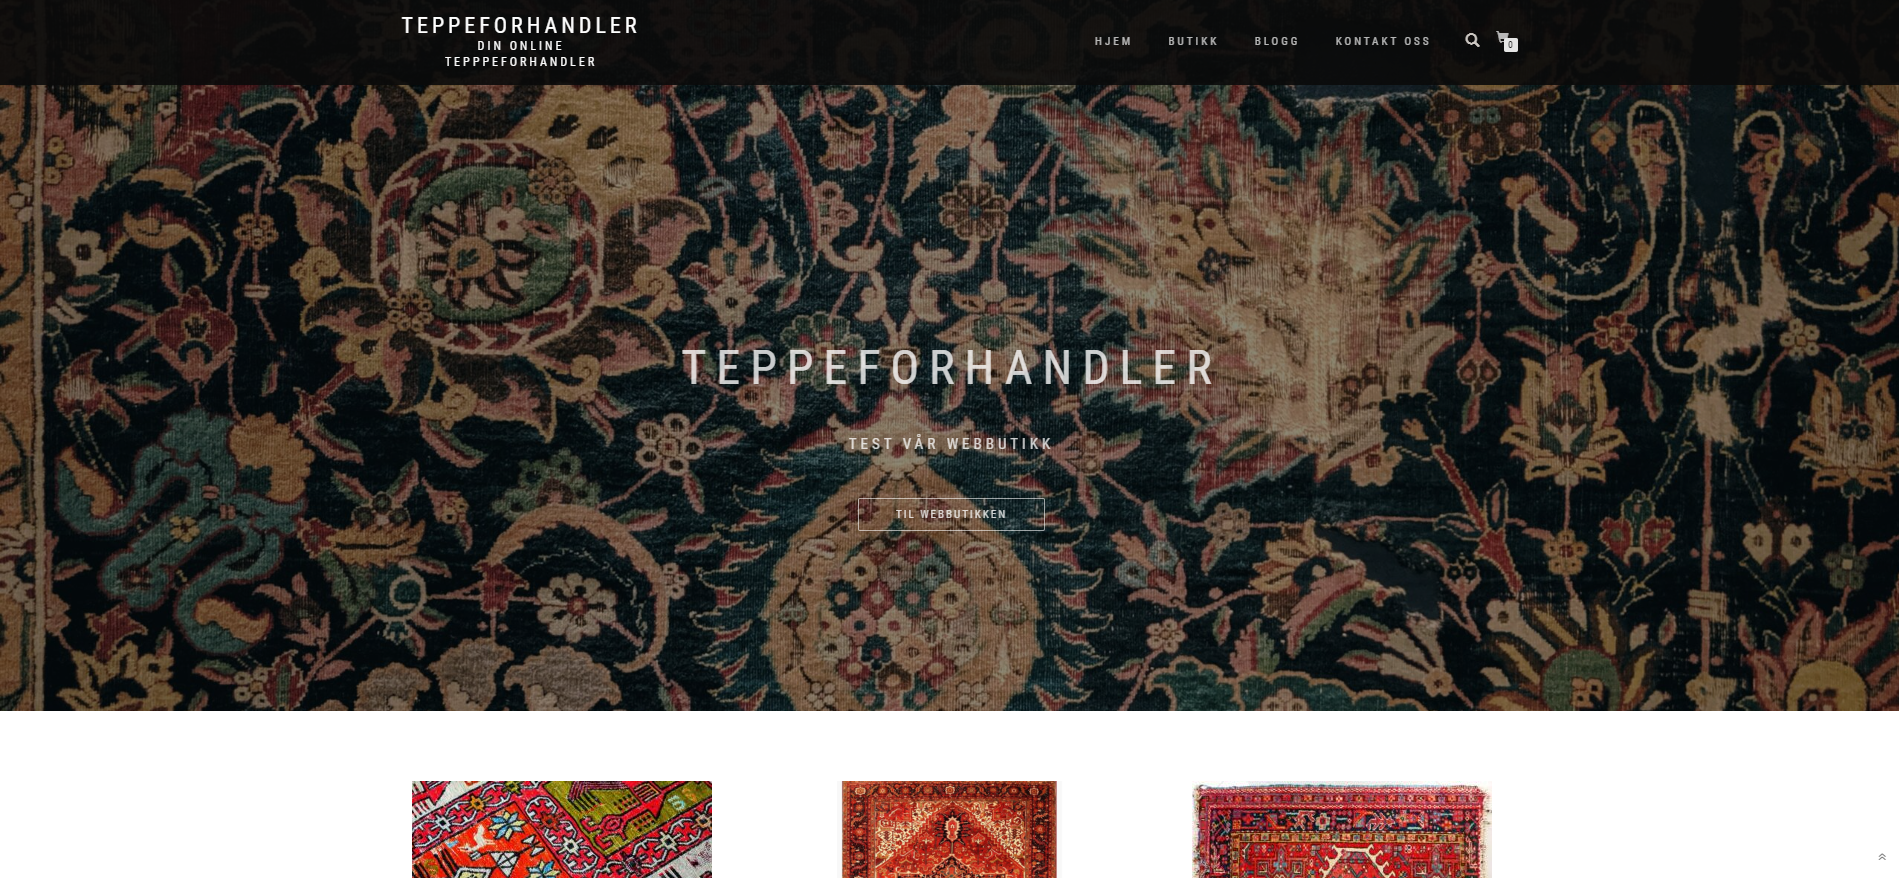 TEPPEFORHANDLER
DIN ONLINE
TEPPPEFORHANDLER
HJEM
BUTIKK
BLOGG
KONTAKT OSS
0
TEPPEFORHANDLER
TEST VÅR WEBBUTIKK
TIL WEBBUTIKKEN